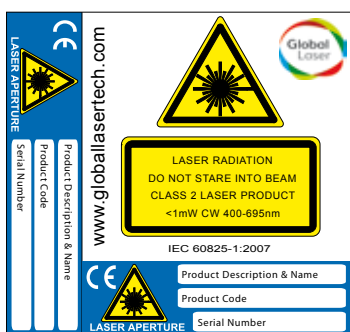 CE
LASER APERTURE
Product Description & Name
Product Code
Serial Number
www.globallasertech.com
Global
Laser
LASER RADIATION
DO NOT STARE INTO BEAM
CLASS 2 LASER PRODUCT
<1mW CW 400-695nm
IEC 60825-1:2007
CE
LASER APERTURE
Product Description & Name
Product Code
Serial Number